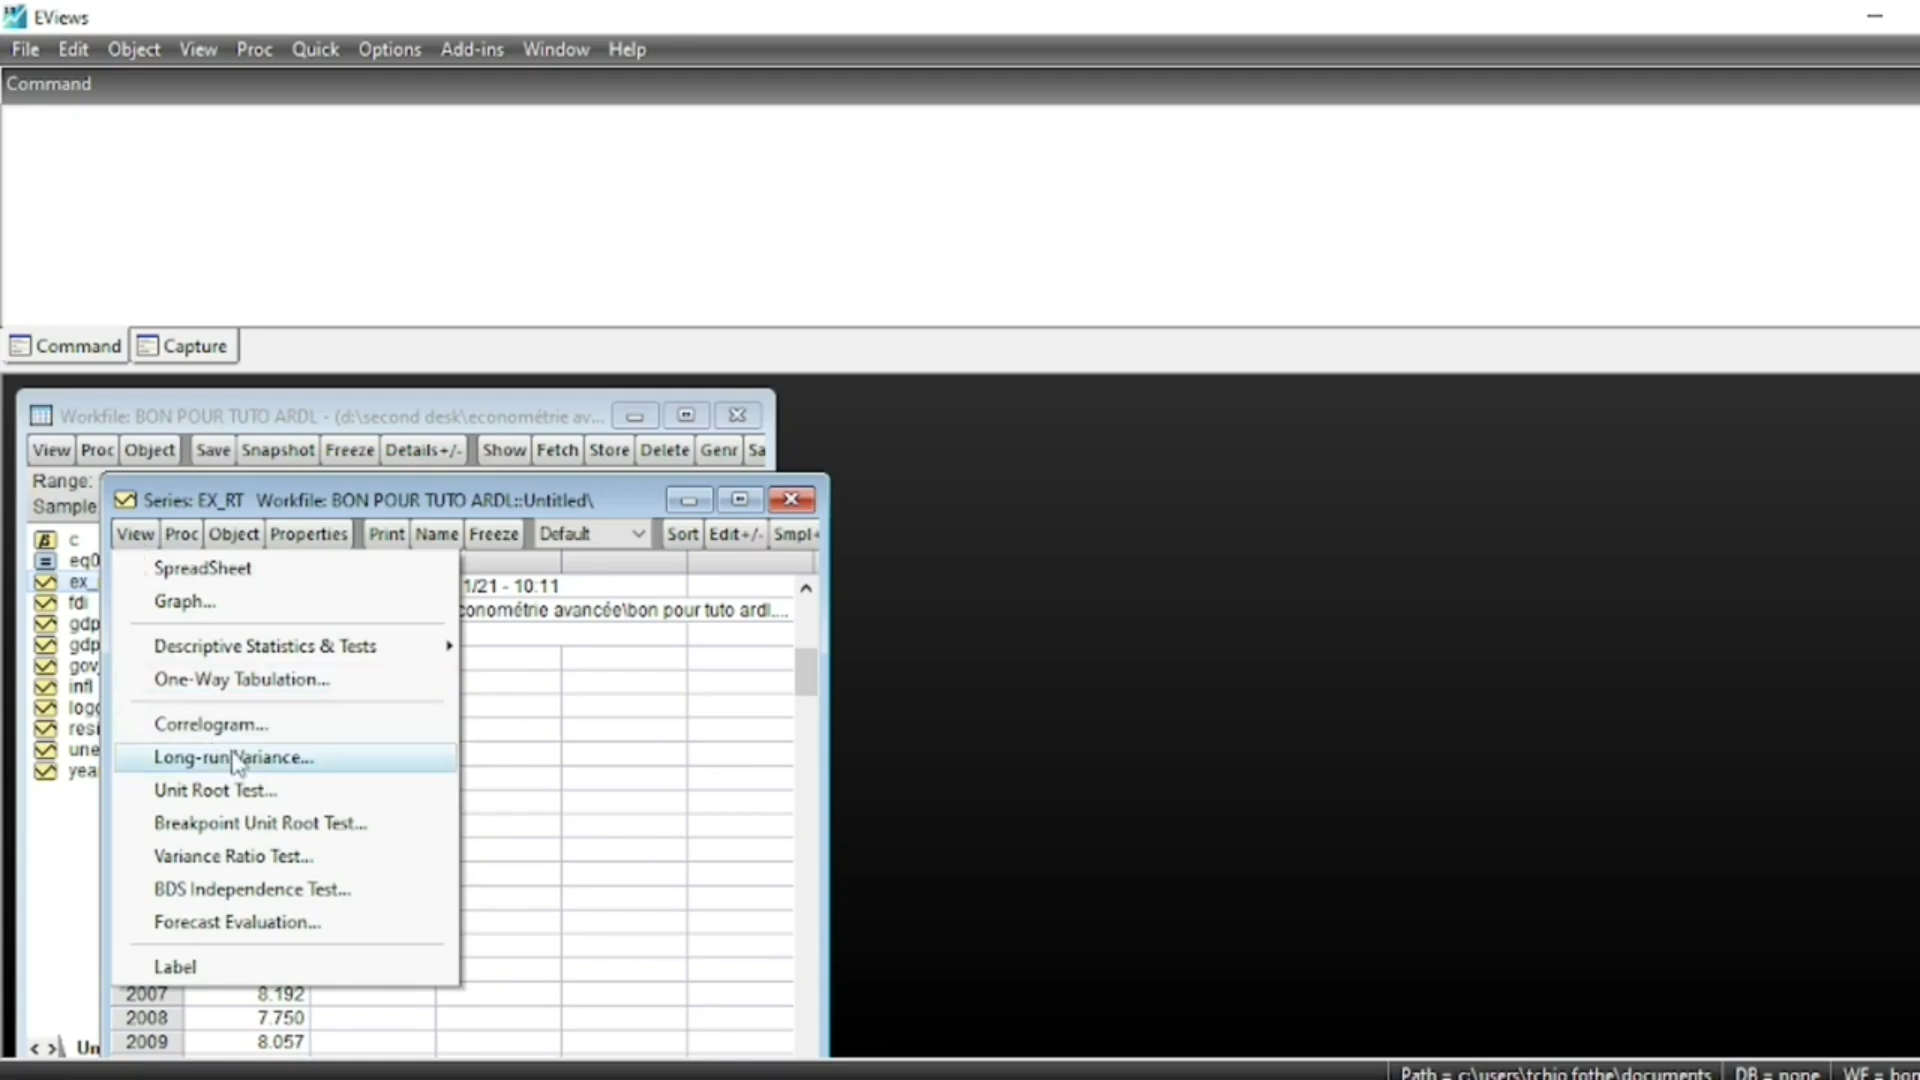 EViews
File Edit Object View Proc Quick Options Add-ins Window Help
Command
Command Capture
Workfile: BON POUR TUTO ARDL - (d:\second desk\econométrie av...
View Proc Object Save Snapshot Freeze Details+/- Show Fetch Store Delete Genr Sa
Range:
Sample
Series: EX_RT Workfile: BON POUR TUTO ARDL::Untitled\
View Proc Object Properties Print Name Freeze Default Sort Edit+/- Smpl+
c
eq0
ex_
fdi
gdp
gdp
gov_
infl
logg
resi
une
yea
SpreadSheet
Graph...
Descriptive Statistics & Tests
One-Way Tabulation...
Correlogram...
Long-run Variance...
Unit Root Test...
Breakpoint Unit Root Test...
Variance Ratio Test...
BDS Independence Test...
Forecast Evaluation...
Label
1/21 - 10:11
conométrie avancée\bon pour tuto ardl....
2007 8.192
2008 7.750
2009 8.057
Un
Path = c:\users\tchio fothe\documents DB = none WF = bon